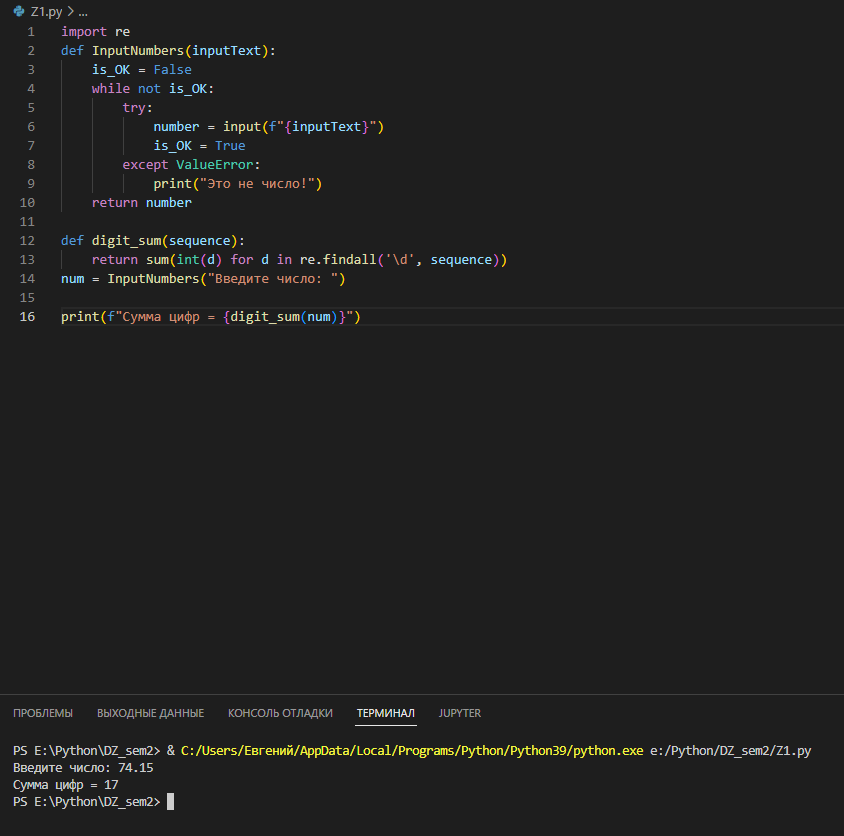 Z1.py > ...
1 import re
2 def InputNumbers(inputText):
3     is_OK = False
4     while not is_OK:
5         try:
6             number = input(f"{inputText}")
7             is_OK = True
8         except ValueError:
9             print("Это не число!")
10     return number
11
12 def digit_sum(sequence):
13     return sum(int(d) for d in re.findall('\d', sequence))
14 num = InputNumbers("Введите число: ")
15
16 print(f"Сумма цифр = {digit_sum(num)}")
ПРОБЛЕМЫ ВЫХОДНЫЕ ДАННЫЕ КОНСОЛЬ ОТЛАДКИ ТЕРМИНАЛ JUPYTER
PS E:\Python\DZ_sem2> & C:/Users/Евгений/AppData/Local/Programs/Python/Python39/python.exe e:/Python/DZ_sem2/Z1.py
Введите число: 74.15
Сумма цифр = 17
PS E:\Python\DZ_sem2>